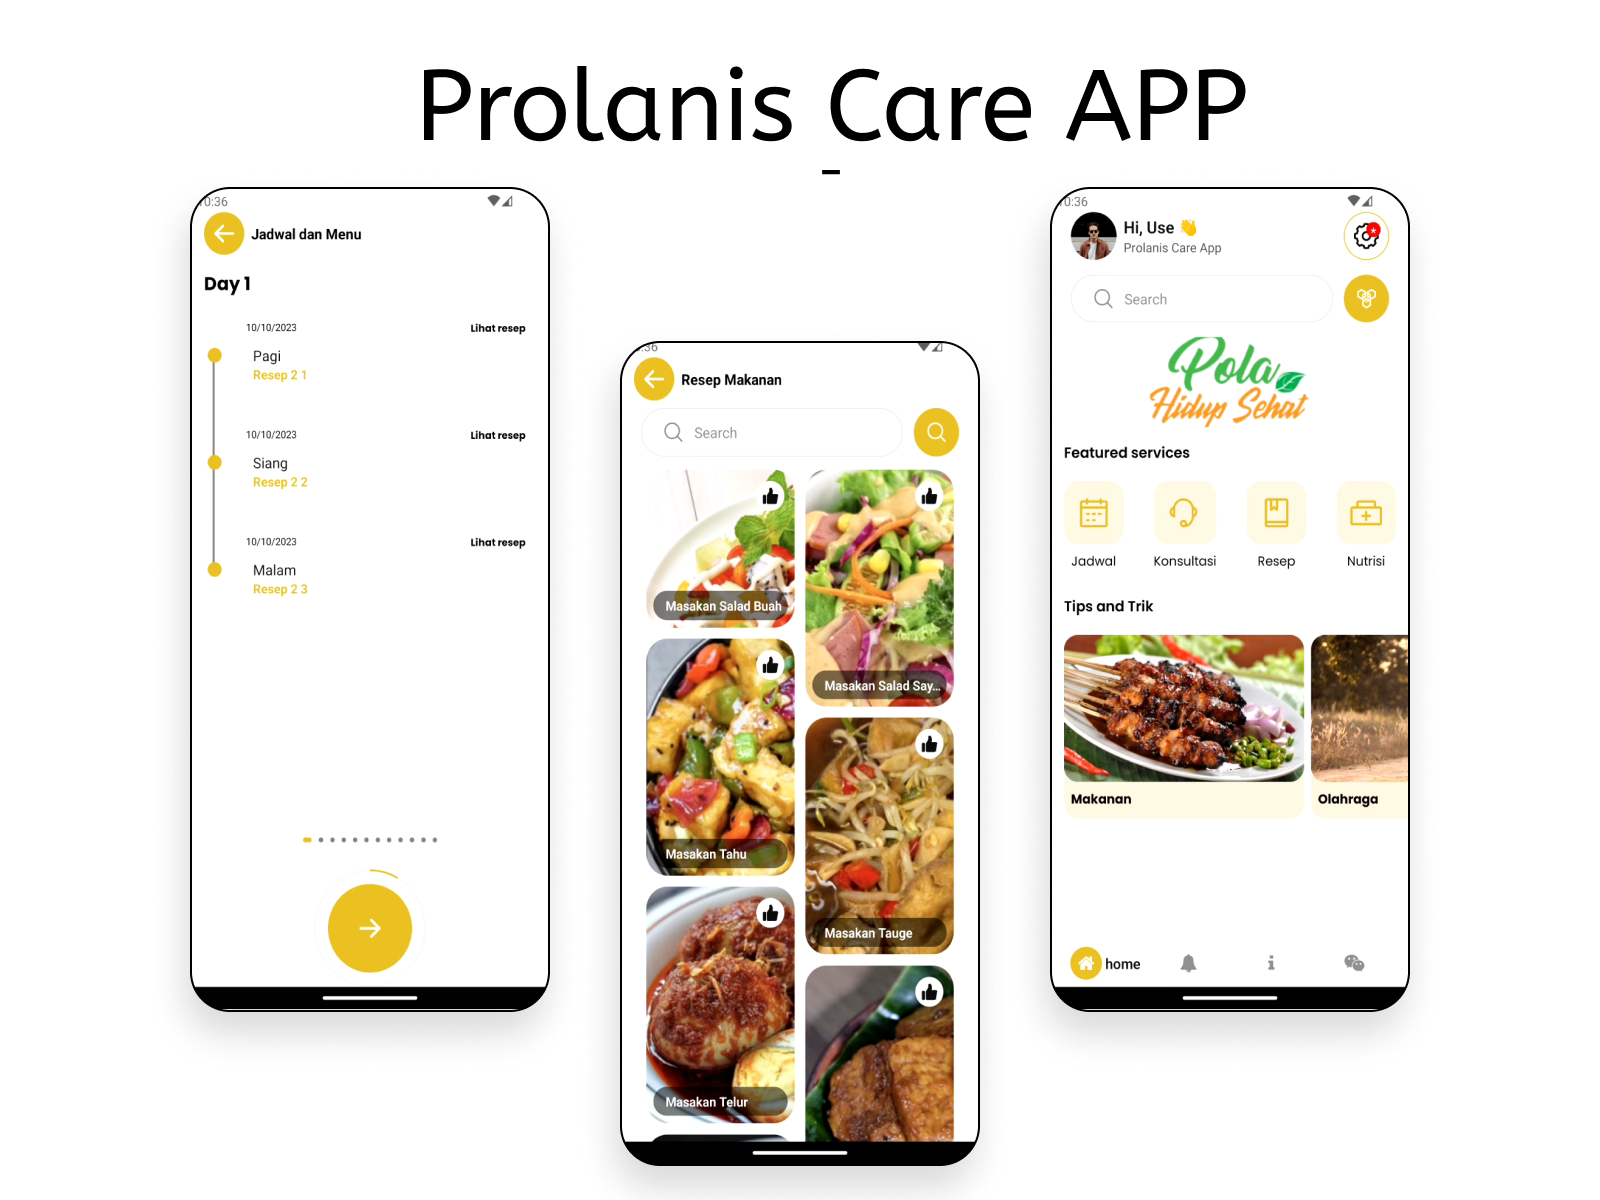 Prolanis Care APP
-
0:36
Jadwal dan Menu
Day 1
10/10/2023
Lihat resep
Pagi
Resep 2 1
10/10/2023
Lihat resep
Siang
Resep 2 2
10/10/2023
Lihat resep
Malam
Resep 2 3
:36
Resep Makanan
Search
Masakan Salad Buah
Masakan Salad Say...
Masakan Tahu
Masakan Tauge
Masakan Telur
0:36
Hi, Use 👋
Prolanis Care App
Search
Pola
Hidup Sehat
Featured services
Jadwal
Konsultasi
Resep
Nutrisi
Tips and Trik
Makanan
Olahraga
home